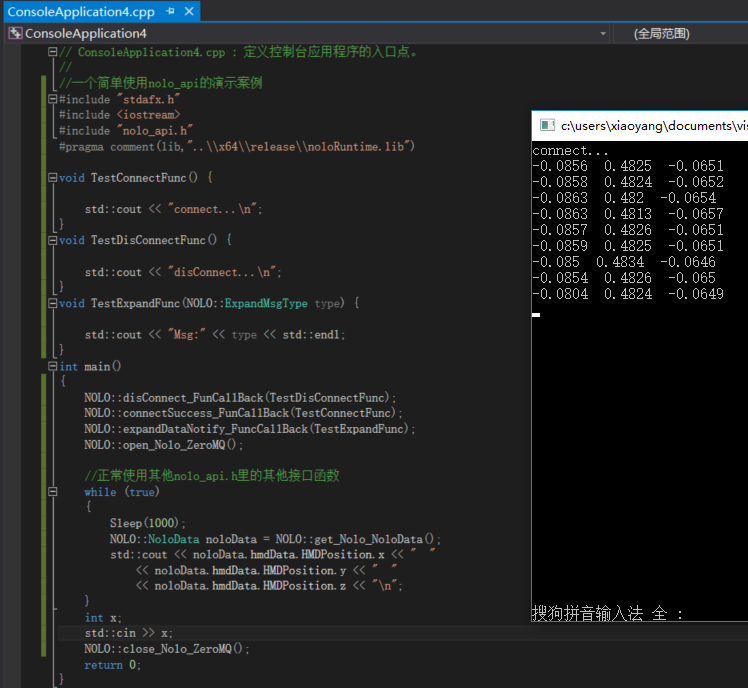 ConsoleApplication4.cpp
ConsoleApplication4
(全局范围)
// ConsoleApplication4.cpp : 定义控制台应用程序的入口点。
//
//一个简单使用nolo_api的演示案例
#include "stdafx.h"
#include <iostream>
#include "nolo_api.h"
#pragma comment(lib,"..\\x64\\release\\noloRuntime.lib")
void TestConnectFunc() {
std::cout << "connect...\n";
}
void TestDisConnectFunc() {
std::cout << "disConnect...\n";
}
void TestExpandFunc(NOLO::ExpandMsgType type) {
std::cout << "Msg:" << type << std::endl;
}
int main()
{
NOLO::disConnect_FunCallBack(TestDisConnectFunc);
NOLO::connectSuccess_FunCallBack(TestConnectFunc);
NOLO::expandDataNotify_FuncCallBack(TestExpandFunc);
NOLO::open_Nolo_ZeroMQ();
//正常使用其他nolo_api.h里的其他接口函数
while (true)
{
Sleep(1000);
NOLO::NoloData noloData = NOLO::get_Nolo_NoloData();
std::cout << noloData.hmdData.HMDPosition.x << "  "
<< noloData.hmdData.HMDPosition.y << "  "
<< noloData.hmdData.HMDPosition.z << "\n";
}
int x;
std::cin >> x;
NOLO::close_Nolo_ZeroMQ();
return 0;
}
c:\users\xiaoyang\documents\vis
connect...
-0.0856  0.4825  -0.0651
-0.0858  0.4824  -0.0652
-0.0863  0.482  -0.0654
-0.0863  0.4813  -0.0657
-0.0857  0.4826  -0.0651
-0.0859  0.4825  -0.0651
-0.085  0.4834  -0.0646
-0.0854  0.4826  -0.065
-0.0804  0.4824  -0.0649
搜狗拼音输入法 全 :